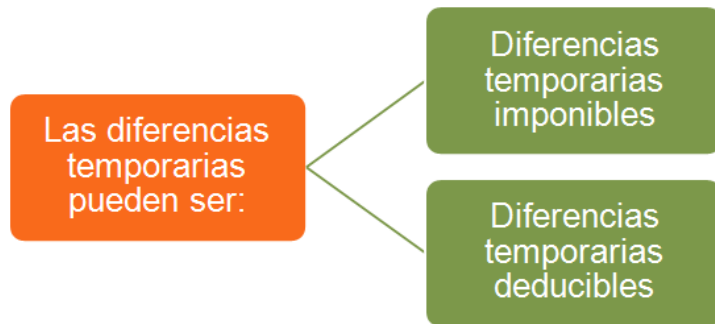 Las diferencias
temporarias
pueden ser:
Diferencias
temporarias
imponibles
Diferencias
temporarias
deducibles